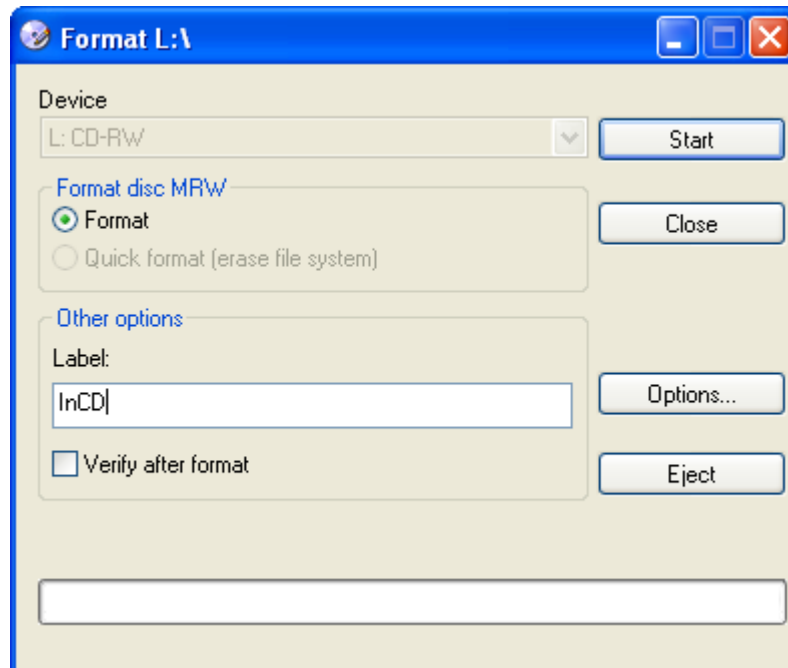 Format L:\
Device
L: CD-RW
Start
Format disc MRW
Format
Close
Quick format (erase file system)
Other options
Label:
InCD
Options...
Verify after format
Eject